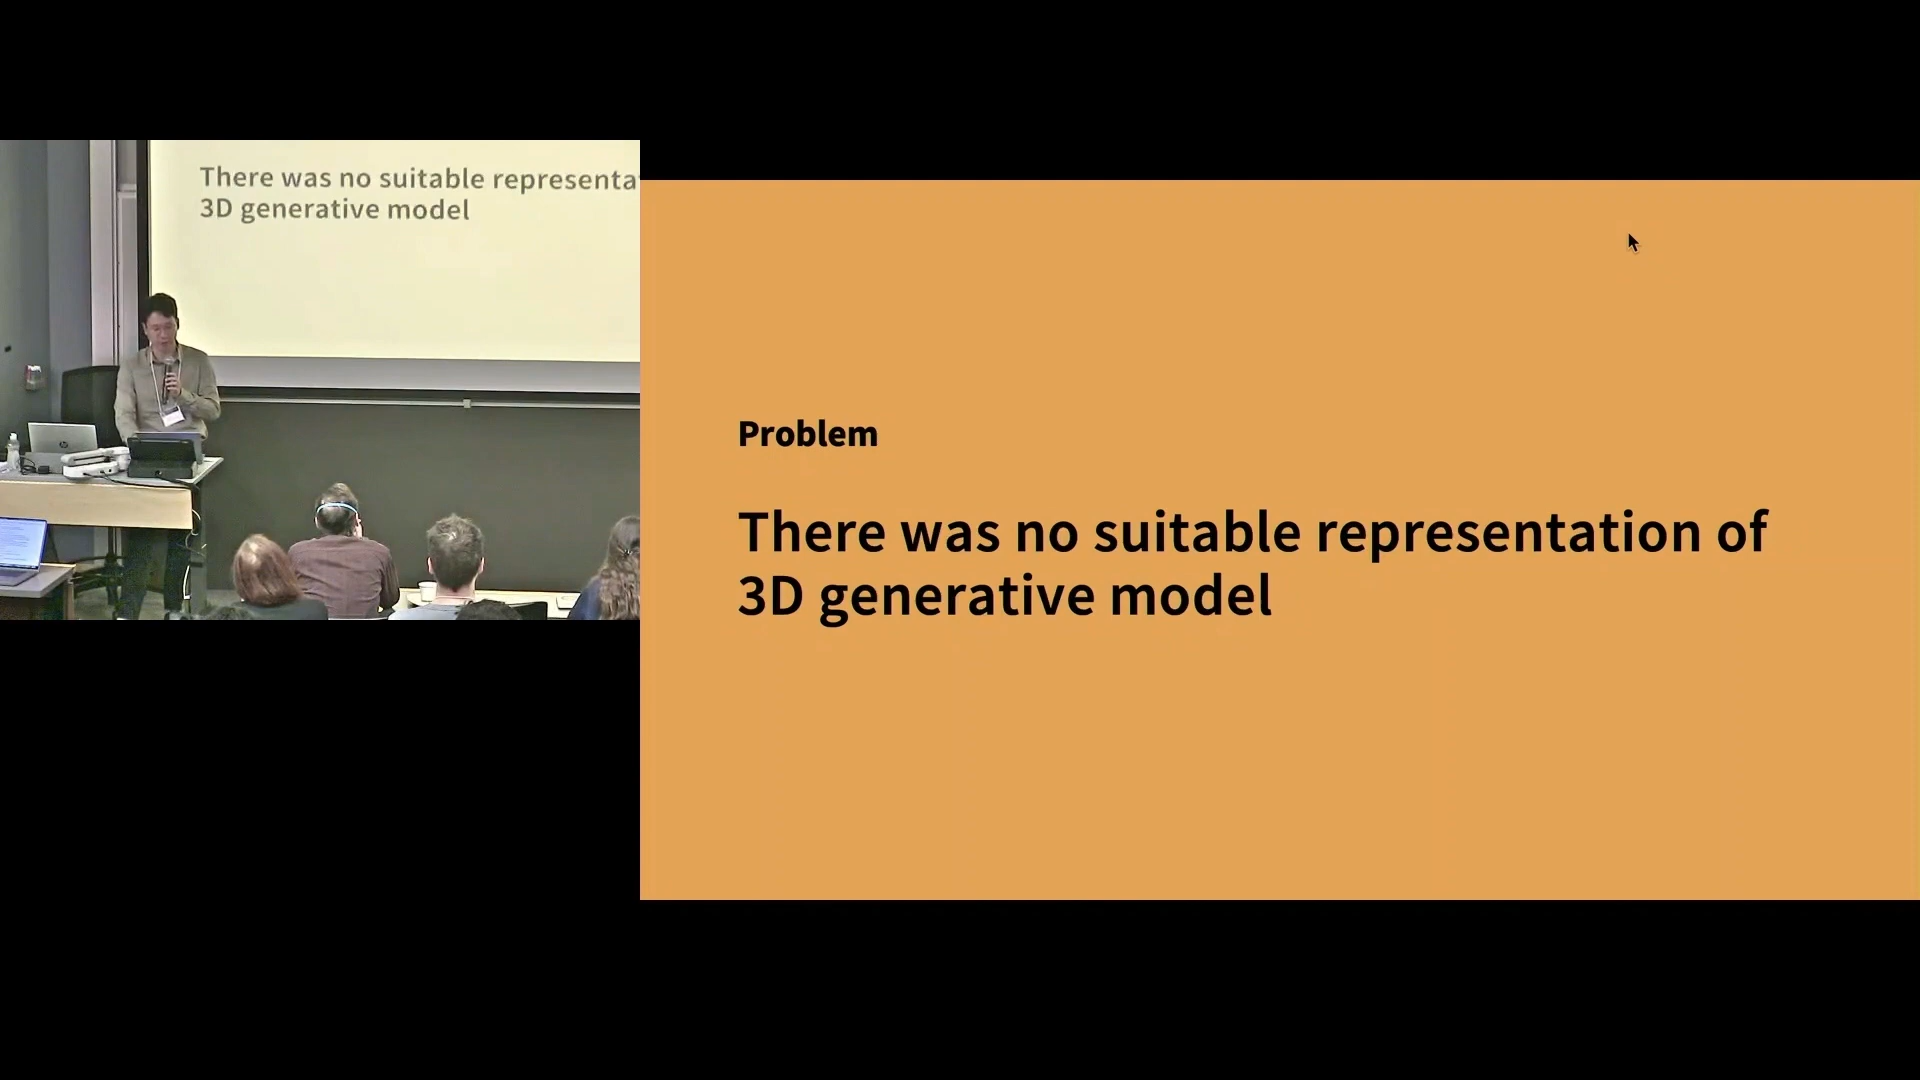 There was no suitable representa
3D generative model
Problem
There was no suitable representation of
3D generative model